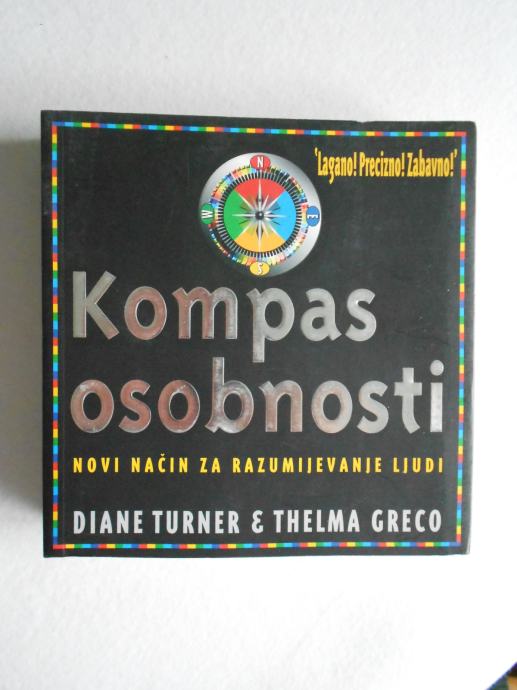 'Lagano! Precizno! Zabavno!'
N
W E
S
Kompas
osobnosti
NOVI NAČIN ZA RAZUMIJEVANJE LJUDI
DIANE TURNER & THELMA GRECO